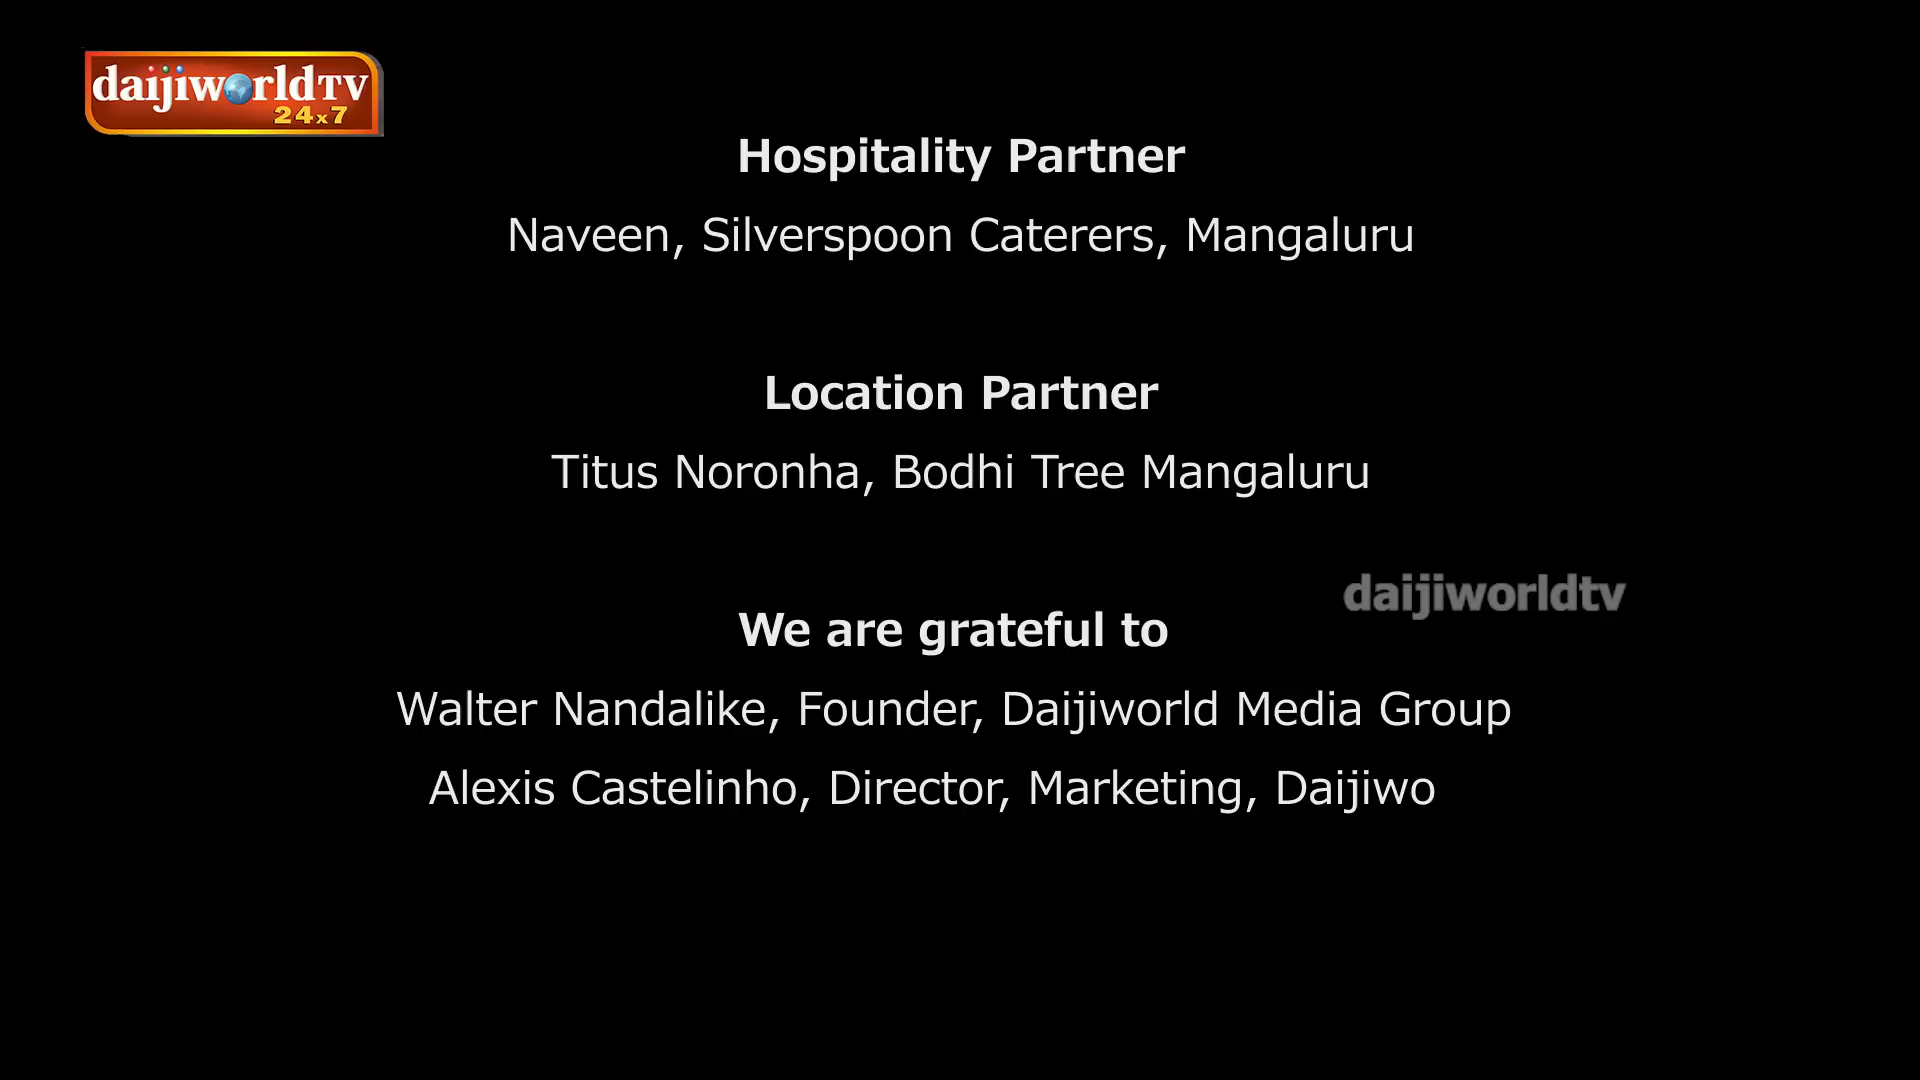 daijiworldTV
24x7
Hospitality Partner
Naveen, Silverspoon Caterers, Mangaluru
Location Partner
Titus Noronha, Bodhi Tree Mangaluru
daijiworldtv
We are grateful to
Walter Nandalike, Founder, Daijiworld Media Group
Alexis Castelinho, Director, Marketing, Daijiwo